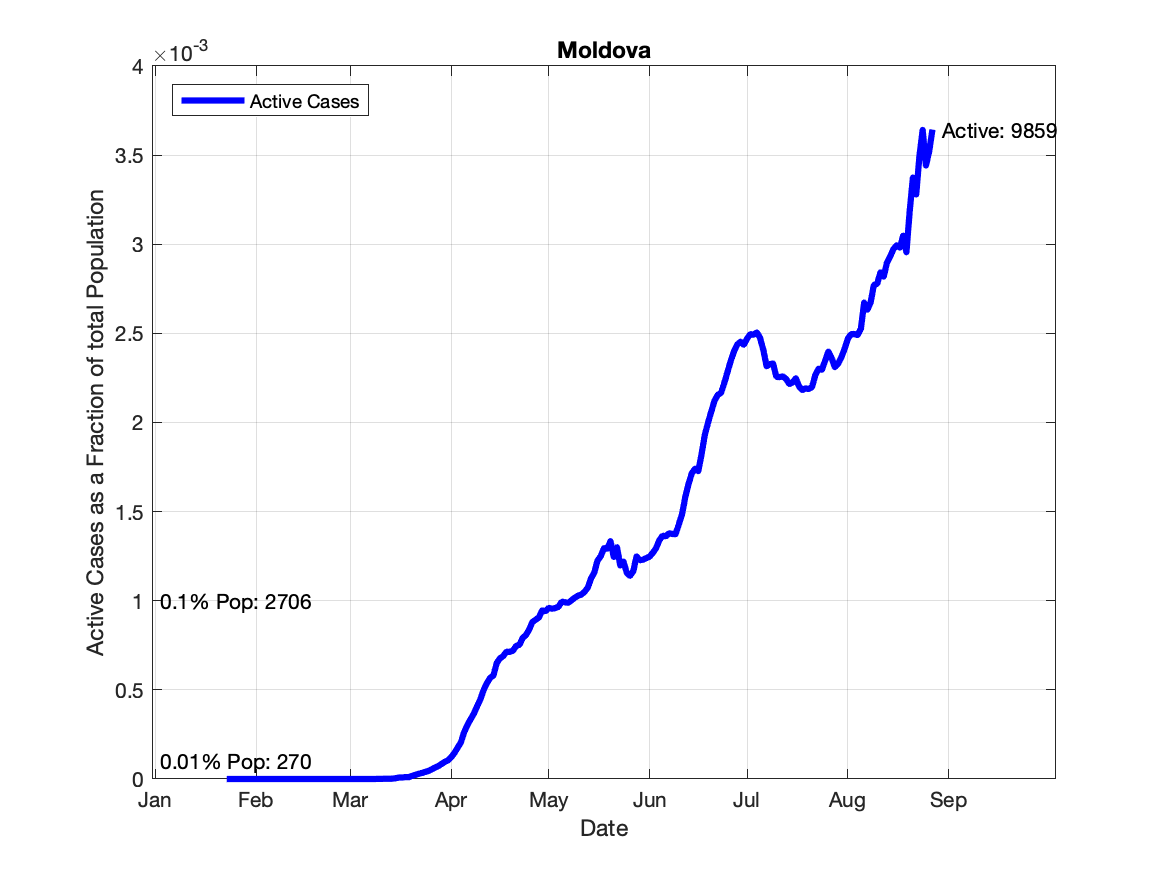 Moldova
×10⁻³
4
3.5
3
2.5
2
1.5
1
0.5
0
Active Cases as a Fraction of total Population
Active Cases
Active: 9859
0.1% Pop: 2706
0.01% Pop: 270
Jan Feb Mar Apr May Jun Jul Aug Sep
Date